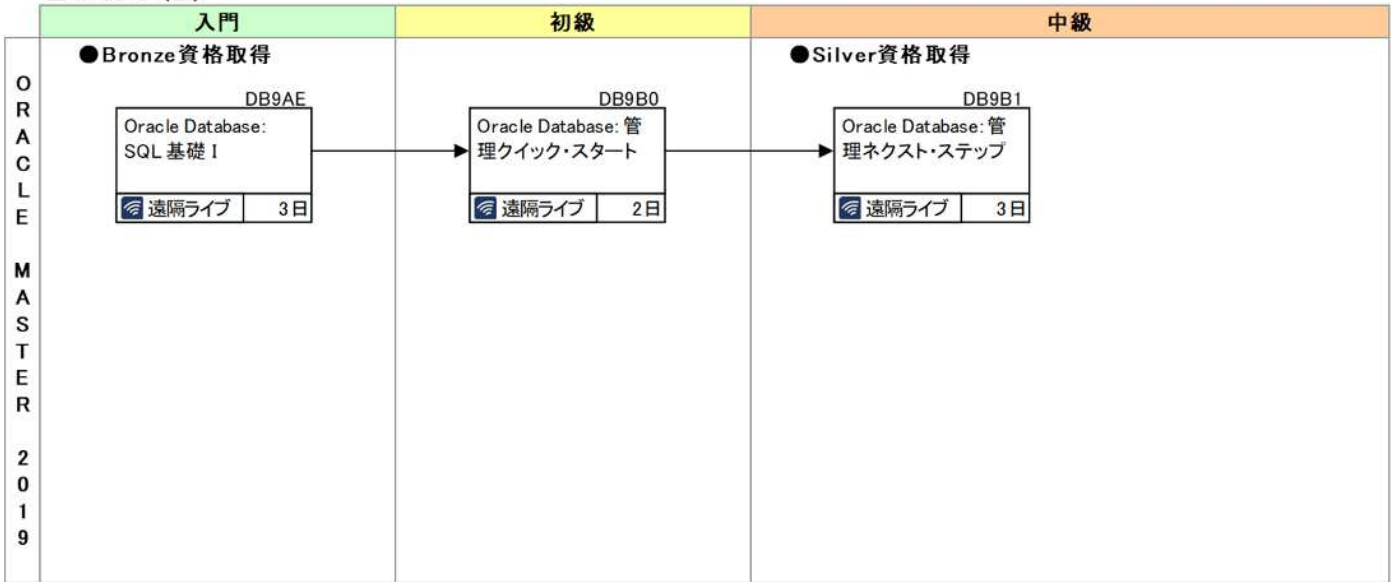 入門
初級
中級
ORACLE MASTER 2019
●Bronze資格取得
●Silver資格取得
DB9AE
Oracle Database:
SQL 基礎 I
遠隔ライブ
3日
DB9B0
Oracle Database: 管
理クイック・スタート
遠隔ライブ
2日
DB9B1
Oracle Database: 管
理ネクスト・ステップ
遠隔ライブ
3日